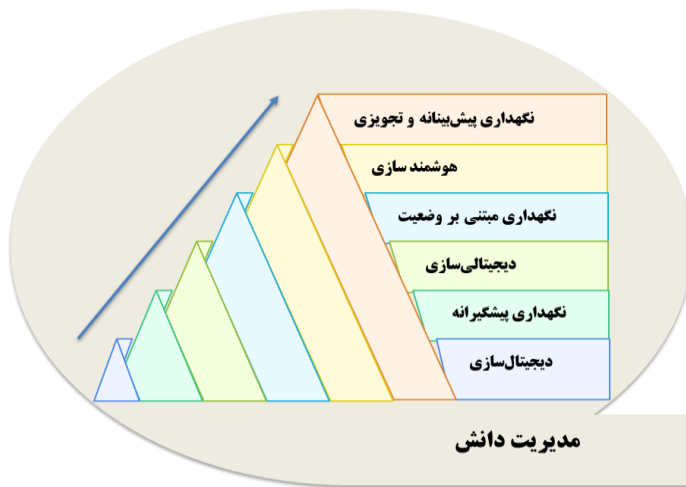 نگهداری پیش‌بینانه و تجویزی
هوشمند سازی
نگهداری مبتنی بر وضعیت
دیجیتالی‌سازی
نگهداری پیشگیرانه
دیجیتال‌سازی
مدیریت دانش